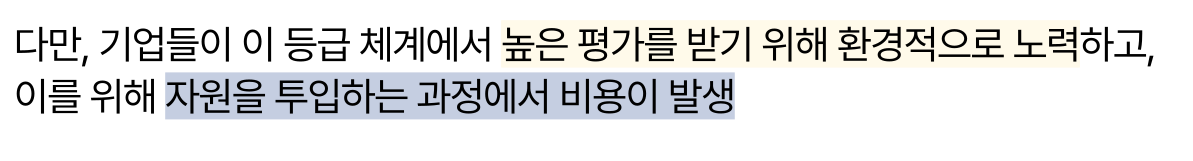 다만, 기업들이 이 등급 체계에서 높은 평가를 받기 위해 환경적으로 노력하고,
이를 위해 자원을 투입하는 과정에서 비용이 발생